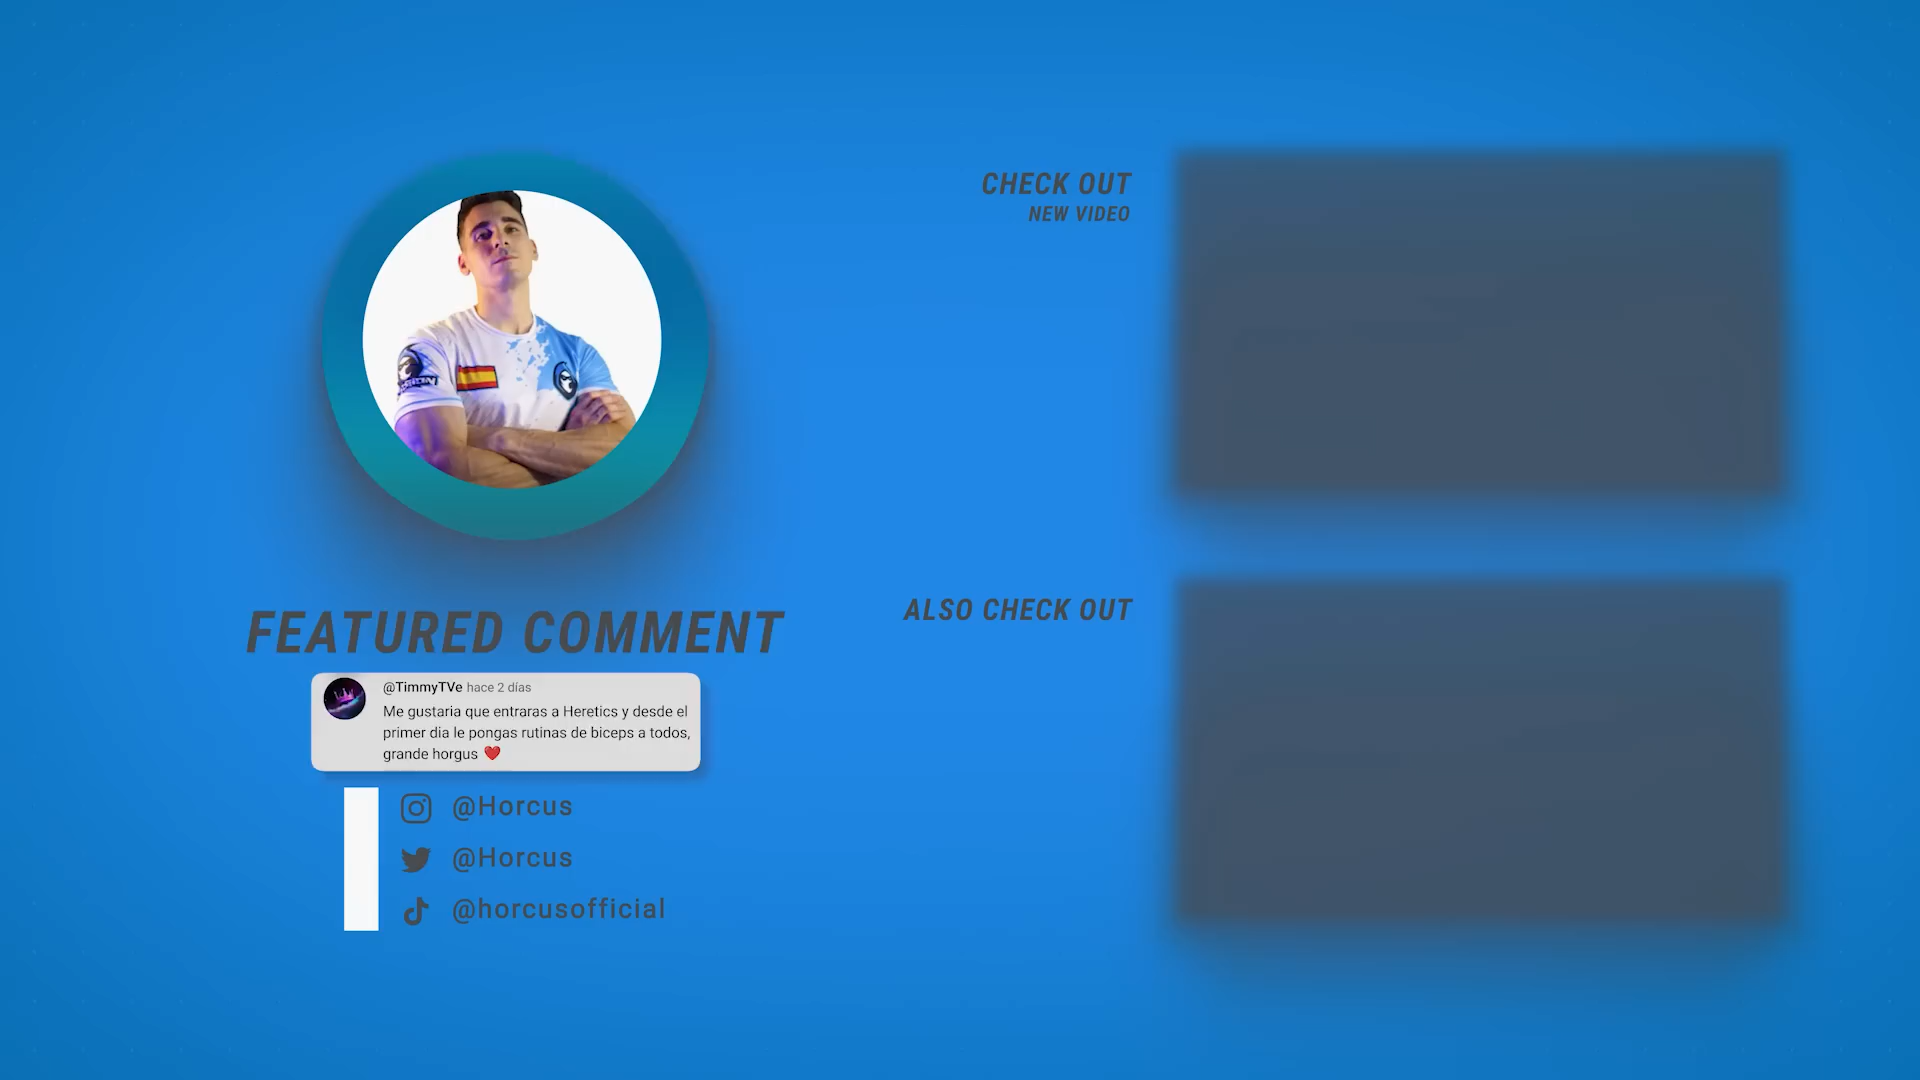 CHECK OUT
NEW VIDEO
FEATURED COMMENT
@TimmyTVe hace 2 días
Me gustaria que entraras a Heretics y desde el
primer dia le pongas rutinas de biceps a todos,
grande horgus ❤️
@Horcus
@Horcus
@horcusofficial
ALSO CHECK OUT